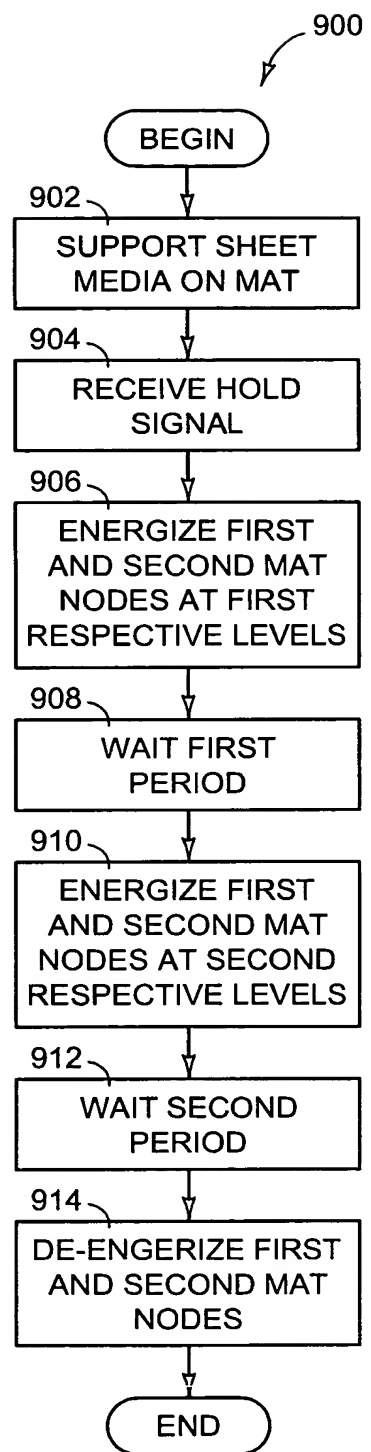 900
BEGIN
902
SUPPORT SHEET
MEDIA ON MAT
904
RECEIVE HOLD
SIGNAL
906
ENERGIZE FIRST
AND SECOND MAT
NODES AT FIRST
RESPECTIVE LEVELS
908
WAIT FIRST
PERIOD
910
ENERGIZE FIRST
AND SECOND MAT
NODES AT SECOND
RESPECTIVE LEVELS
912
WAIT SECOND
PERIOD
914
DE-ENGERIZE FIRST
AND SECOND MAT
NODES
END